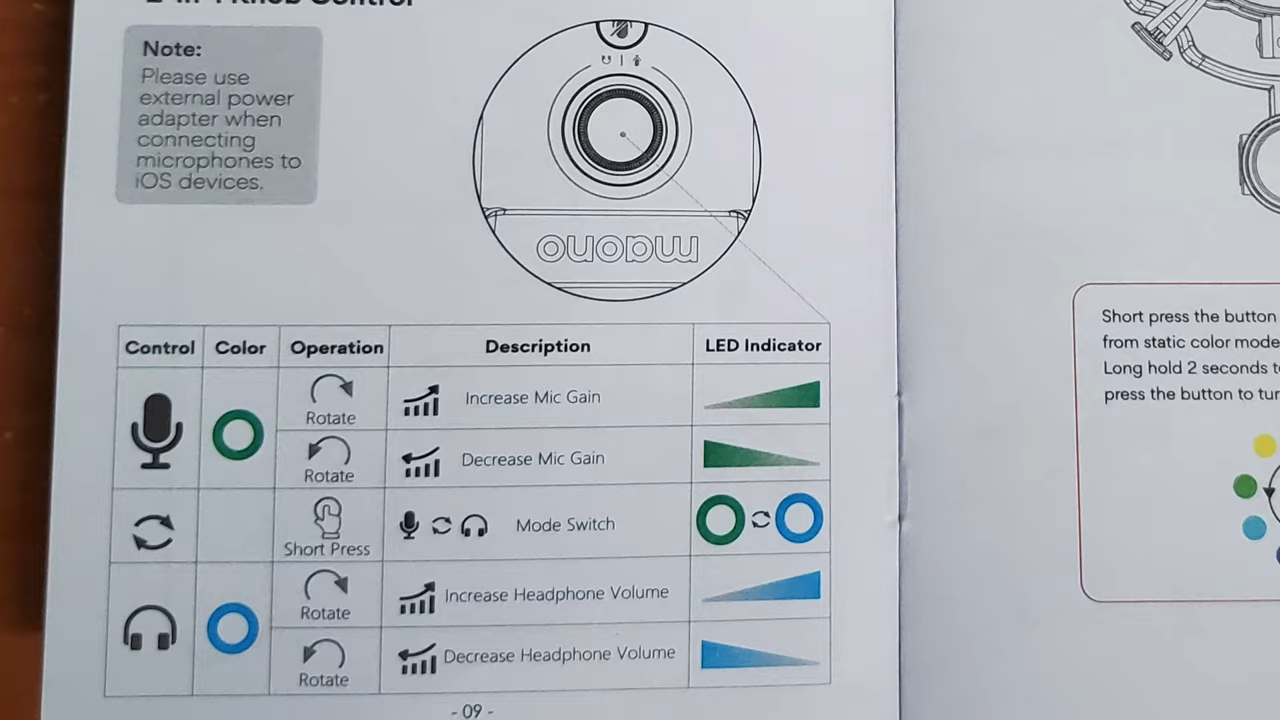 Knob Control
Note:
Please use
external power
adapter when
connecting
microphones to
iOS devices.
maono
Control Color Operation Description LED Indicator
Rotate Increase Mic Gain
Rotate Decrease Mic Gain
Short Press Mode Switch
Rotate Increase Headphone Volume
Rotate Decrease Headphone Volume
- 09 -
Short press the button
from static color mode
Long hold 2 seconds
press the button to